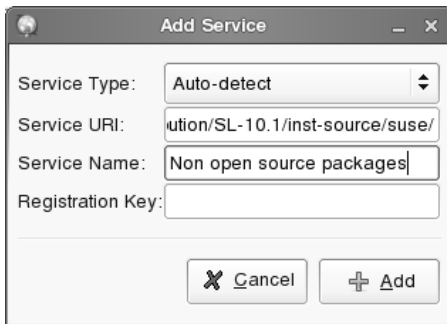 Add Service
Service Type: Auto-detect
Service URI: ution/SL-10.1/inst-source/suse/
Service Name: Non open source packages
Registration Key:
Cancel Add